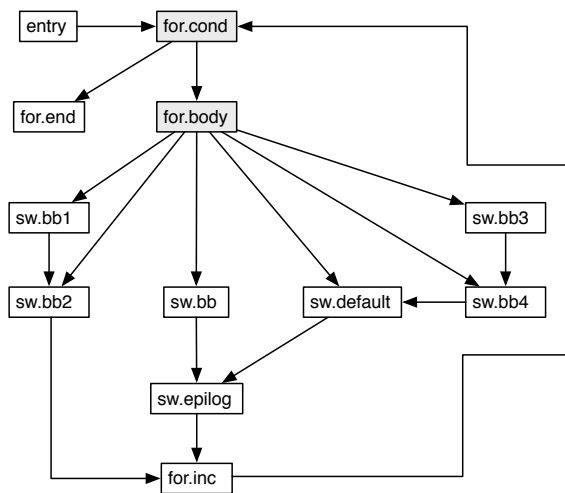 entry
for.cond
for.end
for.body
sw.bb1
sw.bb3
sw.bb2
sw.bb
sw.default
sw.bb4
sw.epilog
for.inc